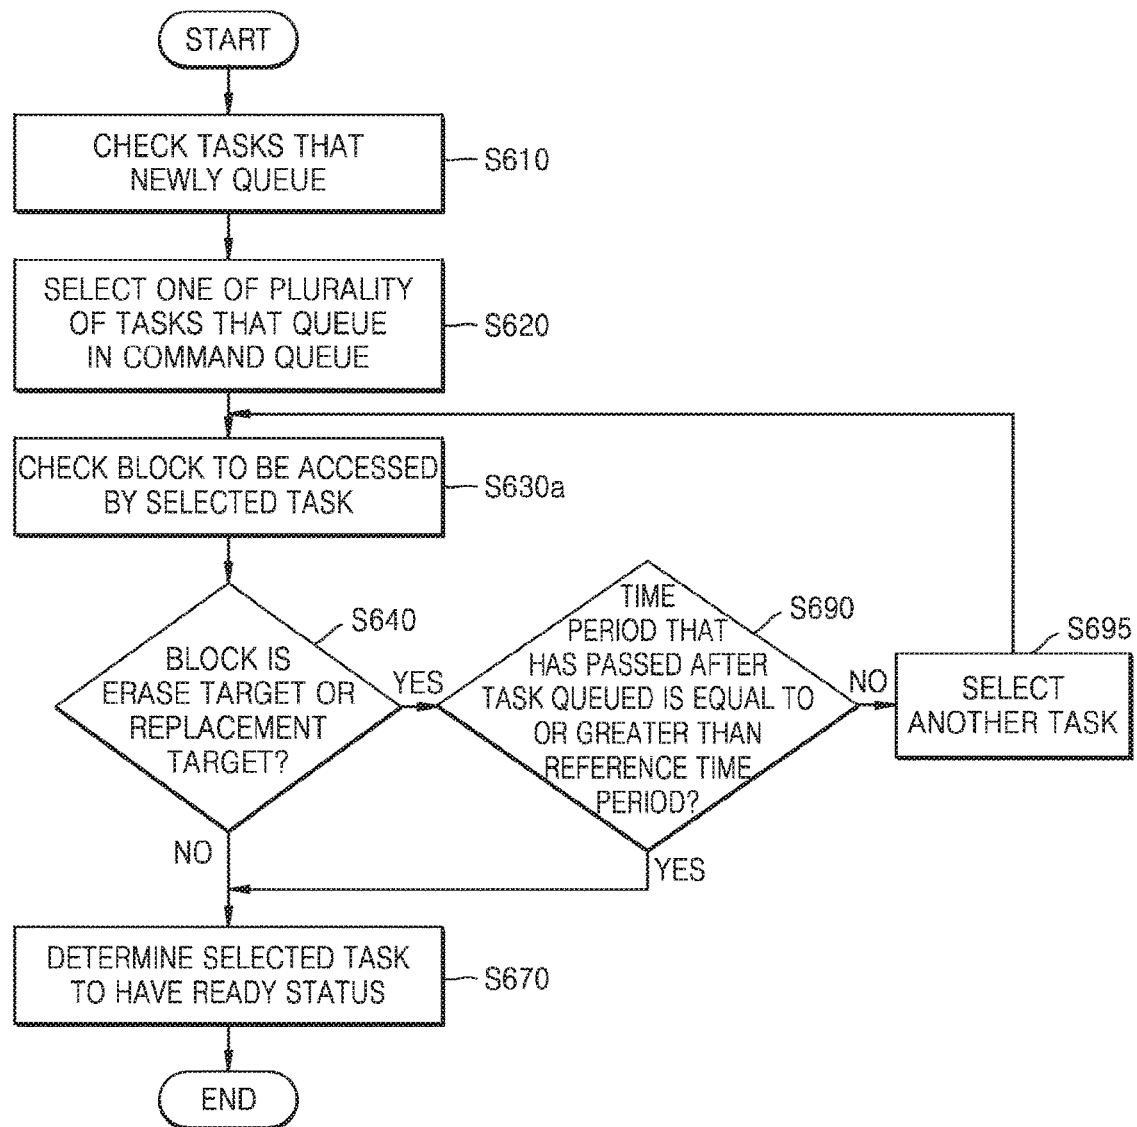 START
CHECK TASKS THAT
NEWLY QUEUE
S610
SELECT ONE OF PLURALITY
OF TASKS THAT QUEUE
IN COMMAND QUEUE
S620
CHECK BLOCK TO BE ACCESSED
BY SELECTED TASK
S630a
BLOCK IS
ERASE TARGET OR
REPLACEMENT
TARGET?
S640
YES
NO
TIME
PERIOD THAT
HAS PASSED AFTER
TASK QUEUED IS EQUAL TO
OR GREATER THAN
REFERENCE TIME
PERIOD?
S690
NO
YES
SELECT
ANOTHER TASK
S695
DETERMINE SELECTED TASK
TO HAVE READY STATUS
S670
END